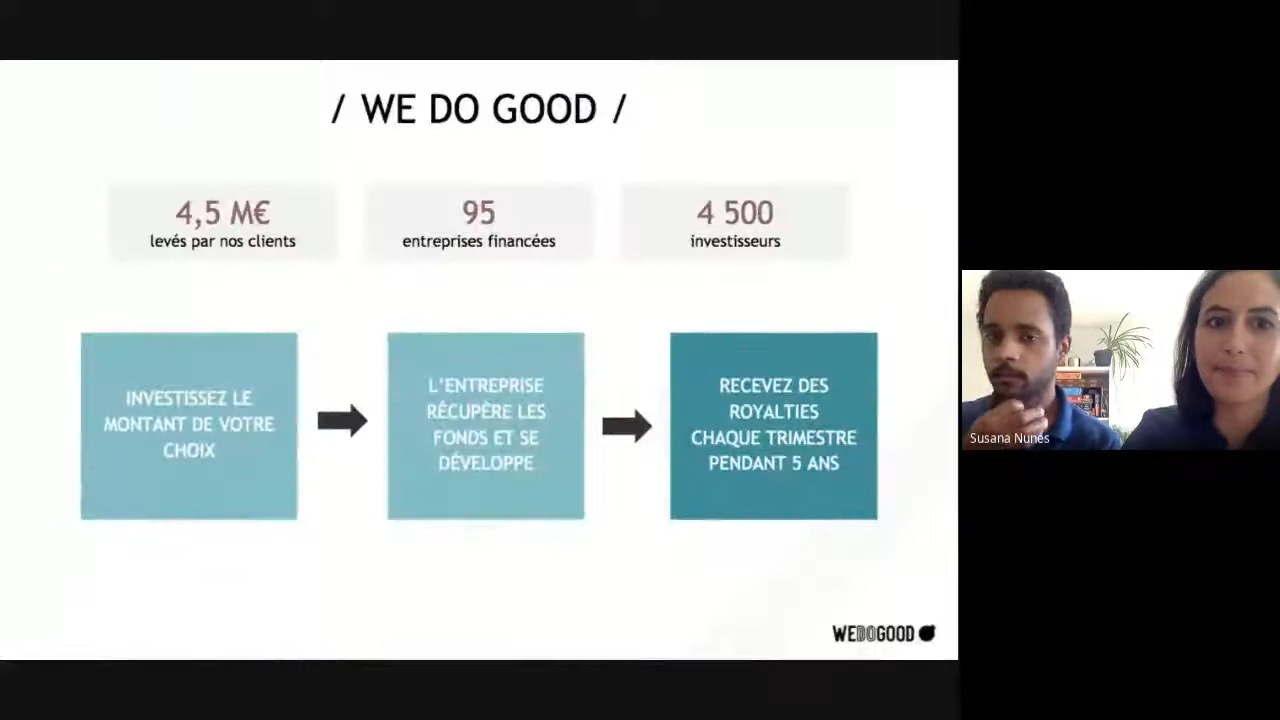 / WE DO GOOD /
4,5 M€
levés par nos clients
95
entreprises financées
4 500
investisseurs
INVESTISSEZ LE
MONTANT DE VOTRE
CHOIX
L'ENTREPRISE
RÉCUPÈRE LES
FONDS ET SE
DÉVELOPPE
RECEVEZ DES
ROYALTIES
CHAQUE TRIMESTRE
PENDANT 5 ANS
Susana Nunes
WEDOGOOD